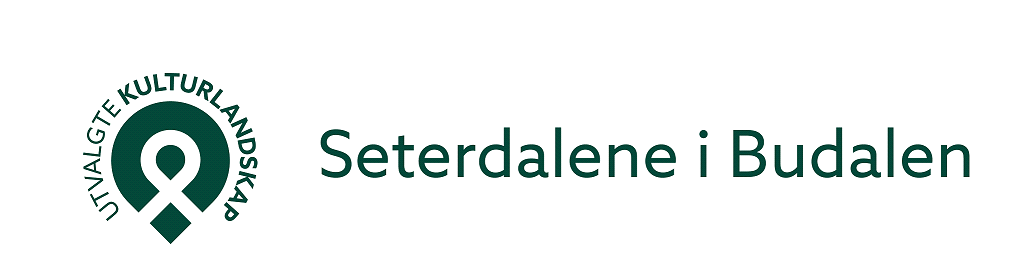 UTVALGTE KULTURLANDSKAP
Seterdalene i Budalen